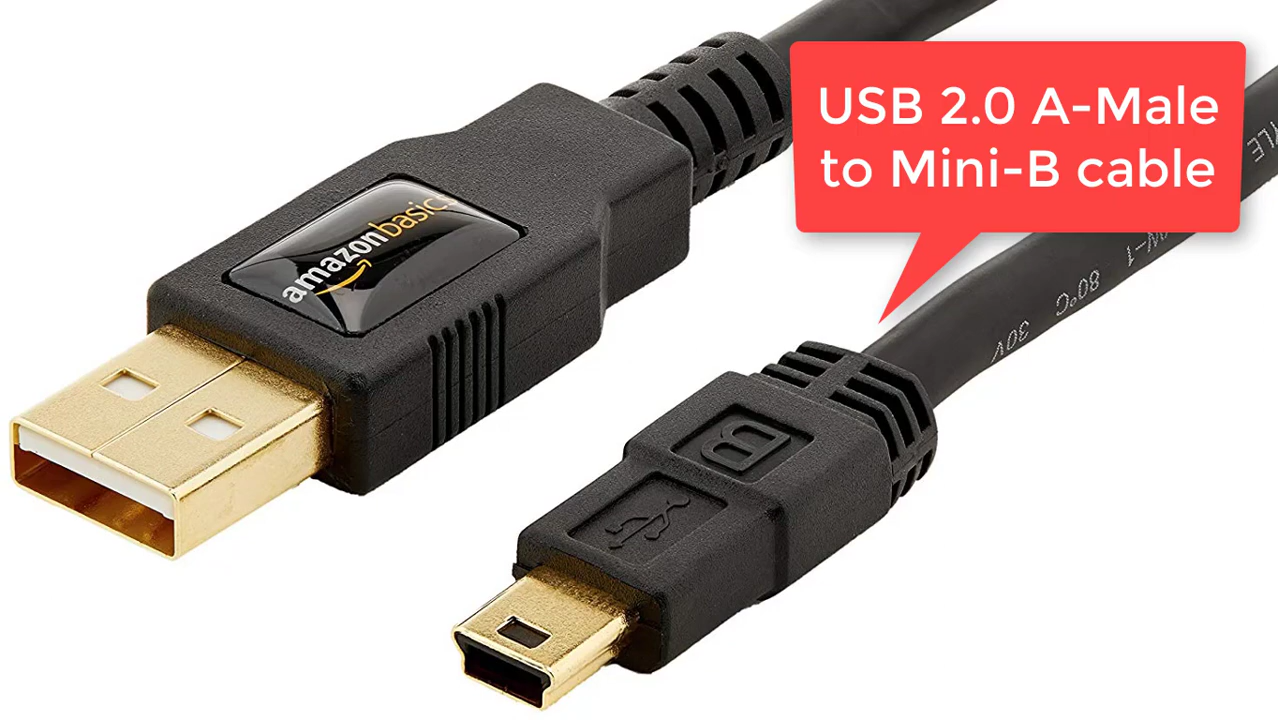 USB 2.0 A-Male
to Mini-B cable
amazonbasics
80°C
30V
B